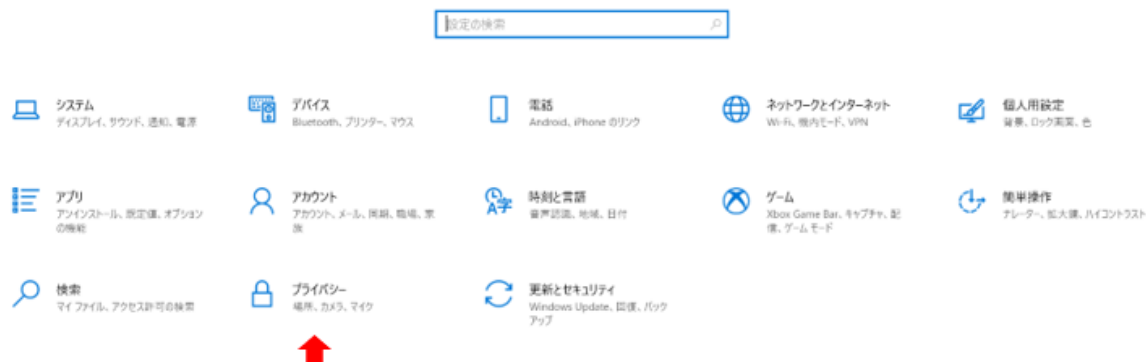 設定の検索
システム
ディスプレイ、サウンド、通知、電源
デバイス
Bluetooth、プリンター、マウス
電話
Android、iPhone のリンク
ネットワークとインターネット
Wi-Fi、機内モード、VPN
個人用設定
背景、ロック画面、色
アプリ
アンインストール、既定値、オプション
の機能
アカウント
アカウント、メール、同期、職場、家
族
時刻と言語
音声認識、地域、日付
ゲーム
Xbox Game Bar、キャプチャ、配
信、ゲーム モード
簡単操作
ナレーター、拡大鏡、ハイコントラスト
検索
マイ ファイル、アクセス許可の検索
プライバシー
場所、カメラ、マイク
更新とセキュリティ
Windows Update、回復、バック
アップ